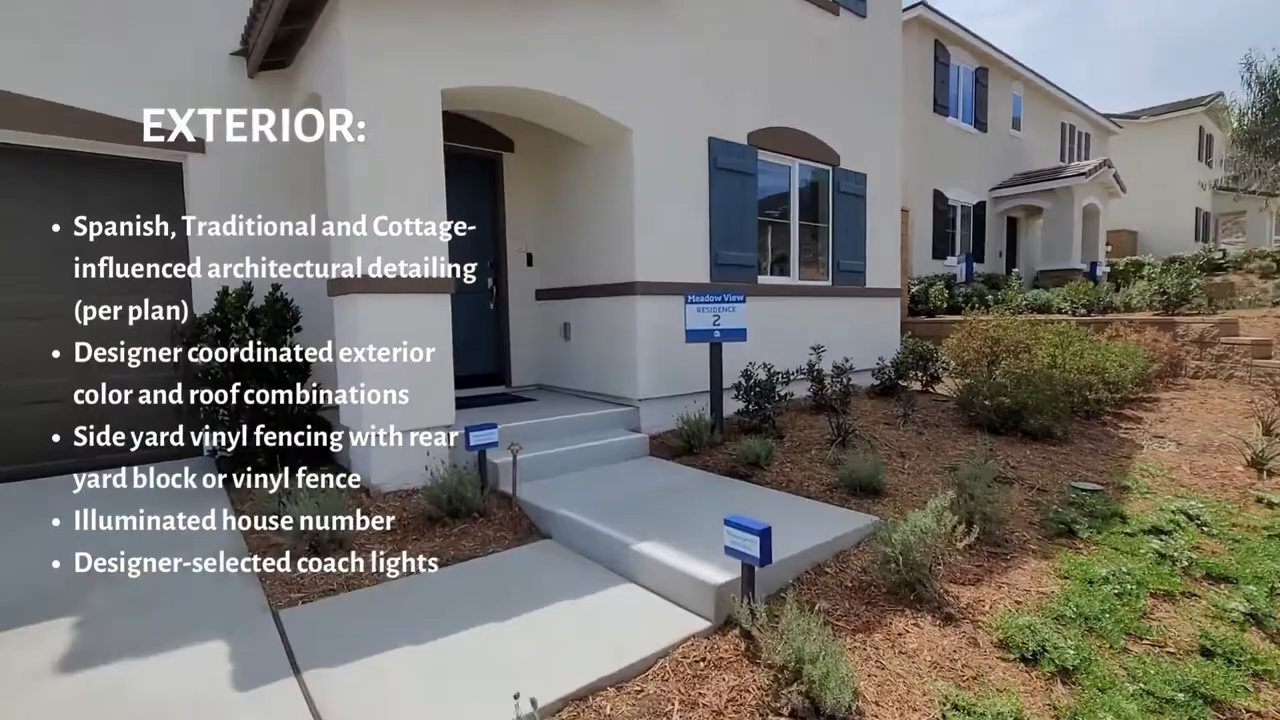 EXTERIOR:
• Spanish, Traditional and Cottage-
influenced architectural detailing
(per plan)
• Designer coordinated exterior
color and roof combinations
• Side yard vinyl fencing with rear
yard block or vinyl fence
• Illuminated house number
• Designer-selected coach lights
Meadow View
RESIDENCE
2